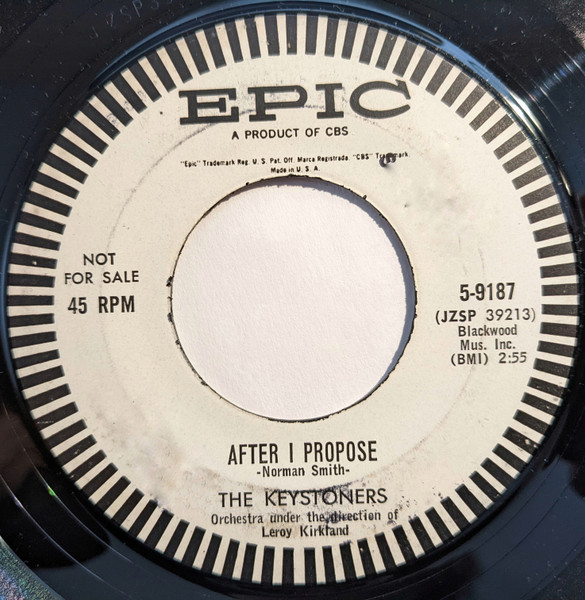 JZSP 3
EPIC
A PRODUCT OF CBS
"Epic" Trademark Reg. U. S. Pat. Off. Marca Registrada. "CBS" Trademark
Made in U. S. A.
NOT
FOR SALE
45 RPM
5-9187
(JZSP 39213)
Blackwood
Mus. Inc.
(BMI) 2:55
AFTER I PROPOSE
-Norman Smith-
THE KEYSTONERS
Orchestra under the direction of
Leroy Kirkland